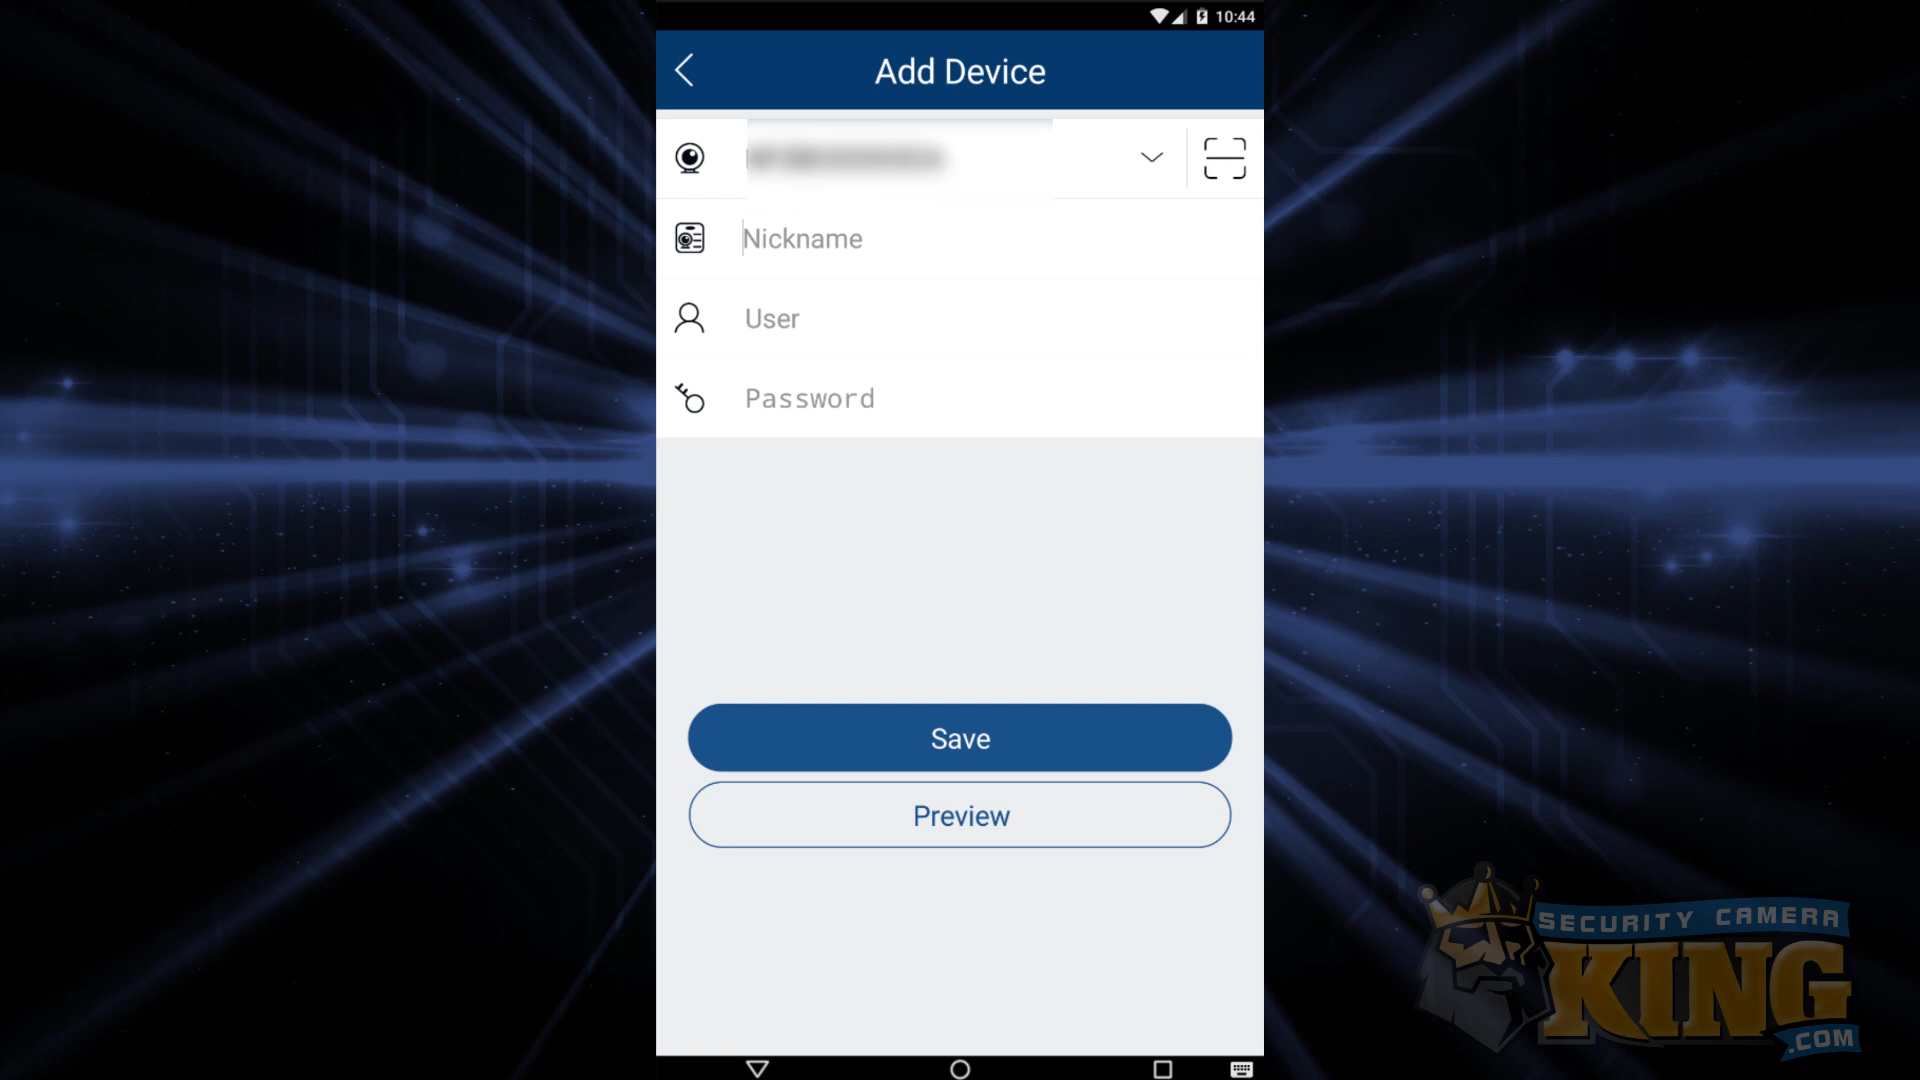 10:44
Add Device
Nickname
User
Password
Save
Preview
SECURITY CAMERA
KING
.COM